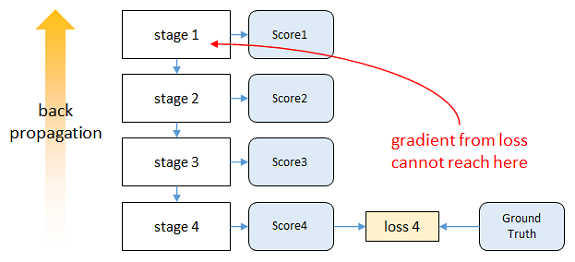 stage 1
Score1
stage 2
Score2
back
propagation
gradient from loss
cannot reach here
stage 3
Score3
stage 4
Score4
loss 4
Ground
Truth